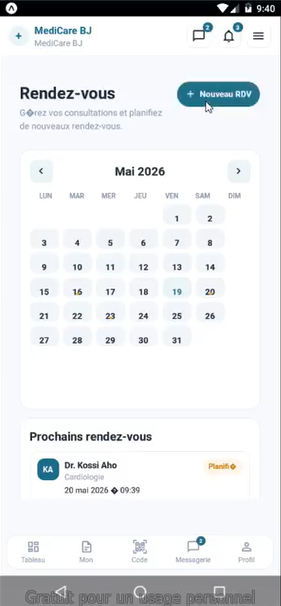 9:40
MediCare BJ
MediCare BJ
2
3
Rendez-vous
+ Nouveau RDV
G�rez vos consultations et planifiez
de nouveaux rendez-vous.
Mai 2026
LUN MAR MER JEU VEN SAM DIM
1 2
3 4 5 6 7 8
9 10 11 12 13 14
15 16 17 18 19 20
21 22 23 24 25 26
27 28 29 30 31
Prochains rendez-vous
KA
Dr. Kossi Aho
Planifi�
Cardiologie
20 mai 2026 � 09:39
2
Tableau Mon Code Messagerie Profil
Gratuit pour un usage personnel